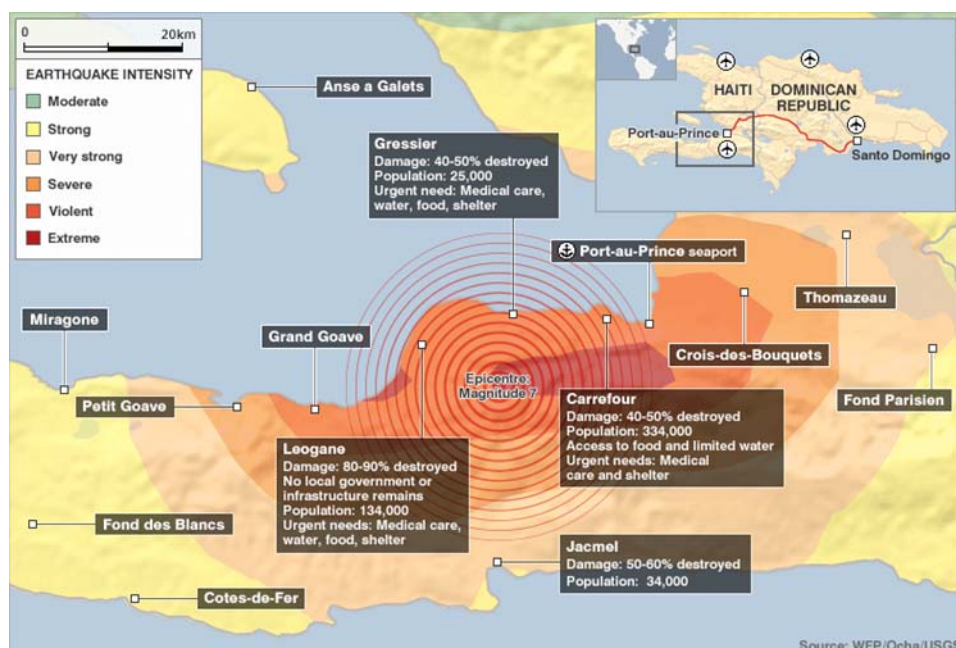 0 20km
EARTHQUAKE INTENSITY
Moderate
Strong
Very strong
Severe
Violent
Extreme
Anse a Galets
Gressier
Damage: 40-50% destroyed
Population: 25,000
Urgent need: Medical care,
water, food, shelter
HAITI
DOMINICAN
REPUBLIC
Port-au-Prince
Santo Domingo
Port-au-Prince seaport
Thomazeau
Miragone
Grand Goave
Crois-des-Bouquets
Epicentre:
Magnitude 7
Petit Goave
Fond Parisien
Carrefour
Damage: 40-50% destroyed
Population: 334,000
Access to food and limited water
Urgent needs: Medical
care and shelter
Leogane
Damage: 80-90% destroyed
No local government or
infrastructure remains
Population: 134,000
Urgent needs: Medical care,
water, food, shelter
Fond des Blancs
Jacmel
Damage: 50-60% destroyed
Population: 34,000
Cotes-de-Fer
Source: WFP/Ocha/USGS